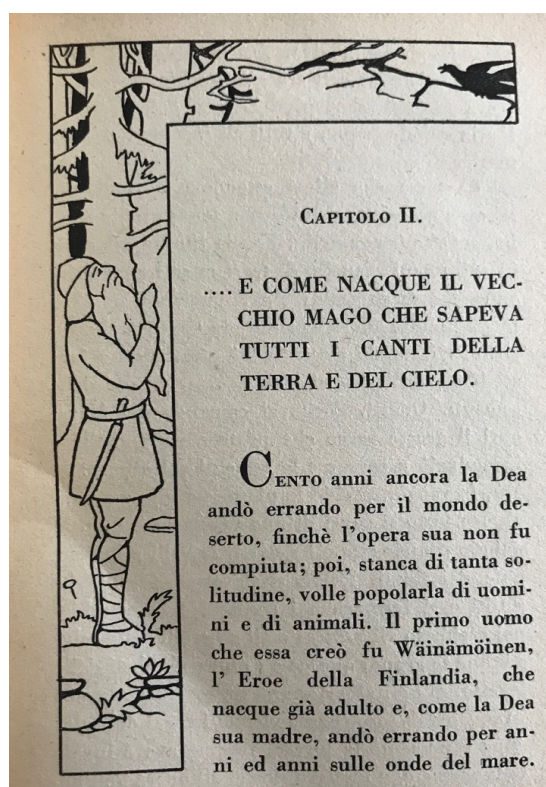 CAPITOLO II.
.... E COME NACQUE IL VEC-
CHIO MAGO CHE SAPEVA
TUTTI I CANTI DELLA
TERRA E DEL CIELO.
CENTO anni ancora la Dea
andò errando per il mondo de-
serto, finchè l'opera sua non fu
compiuta; poi, stanca di tanta so-
litudine, volle popolarla di uomi-
ni e di animali. Il primo uomo
che essa creò fu Wäinämöinen,
l' Eroe della Finlandia, che
nacque già adulto e, come la Dea
sua madre, andò errando per an-
ni ed anni sulle onde del mare.